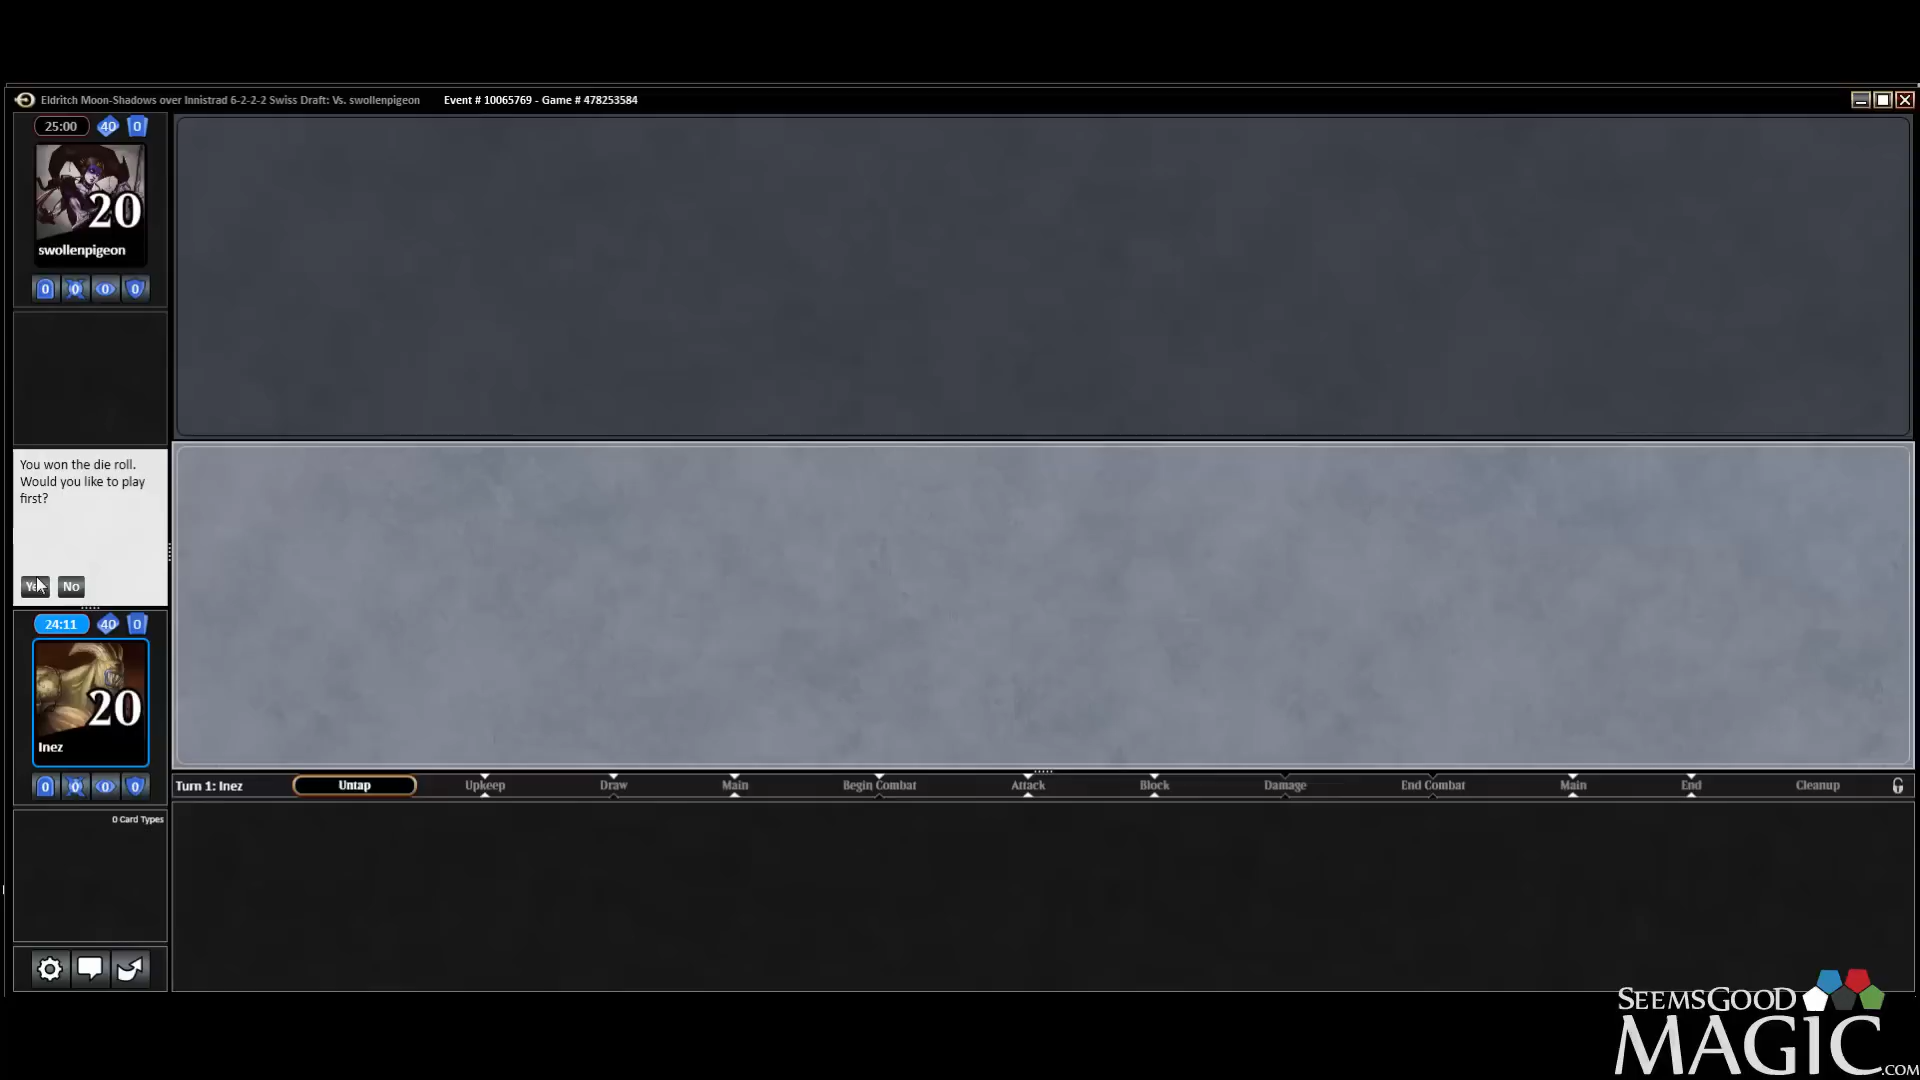 Eldritch Moon-Shadows over Innistrad 6-2-2-2 Swiss Draft: Vs. swollenpigeon Event # 10065769 - Game # 478253584
25:00 40 0
20
swollenpigeon
0 0 0 0
You won the die roll.
Would you like to play
first?
No
24:11 40 0
20
Inez
0 0 0 0
Turn 1: Inez Untap Upkeep Draw Main Begin Combat Attack Block Damage End Combat Main End Cleanup
0 Card Types
SEEMSGOOD
MAGIC.COM